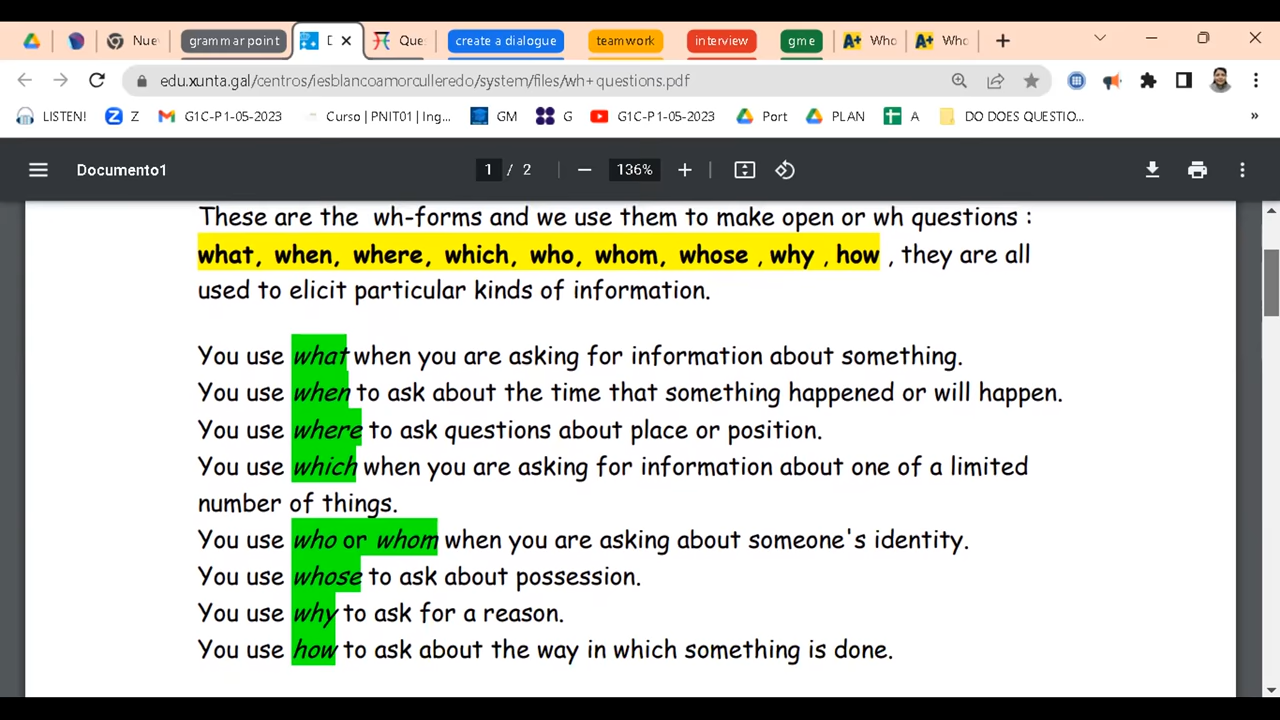 Nue
grammar point
D
Que
create a dialogue
teamwork
interview
gme
A+ Who
A+ Who
edu.xunta.gal/centros/iesblancoamorculleredo/system/files/wh+questions.pdf
LISTEN!
Z
G1C-P1-05-2023
Curso | PNIT01 | Ing...
GM
G
G1C-P1-05-2023
Port
PLAN
A
DO DOES QUESTIO...
»
Documento1
1 / 2
136%
These are the wh-forms and we use them to make open or wh questions :
what, when, where, which, who, whom, whose , why , how , they are all
used to elicit particular kinds of information.
You use what when you are asking for information about something.
You use when to ask about the time that something happened or will happen.
You use where to ask questions about place or position.
You use which when you are asking for information about one of a limited
number of things.
You use who or whom when you are asking about someone's identity.
You use whose to ask about possession.
You use why to ask for a reason.
You use how to ask about the way in which something is done.